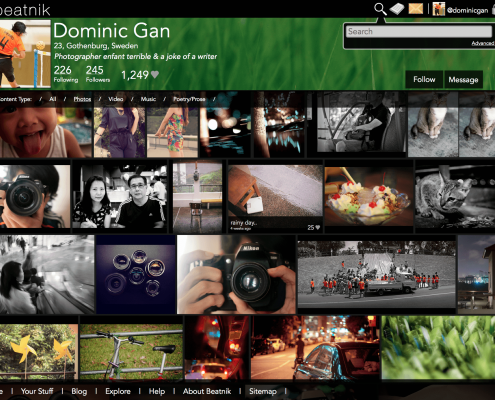 beatnik
@dominicgan
Dominic Gan
Search
23, Gothenburg, Sweden
Advanced
Photographer enfant terrible & a joke of a writer
226 245 1,249
Following Followers
Follow Message
ontent Type: / All / Photos / Video / Music / Poetry/Prose /
rainy day..
4 weeks ago 25
Nikon
e | Your Stuff | Blog | Explore | Help | About Beatnik | Sitemap |